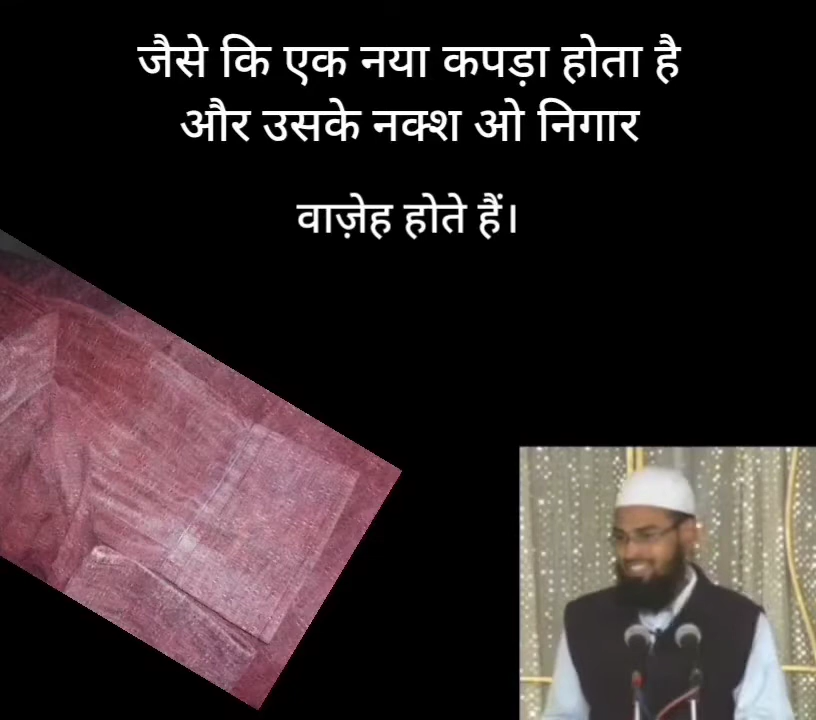 जैसे कि एक नया कपड़ा होता है
और उसके नक्श ओ निगार
वाज़ेह होते हैं।